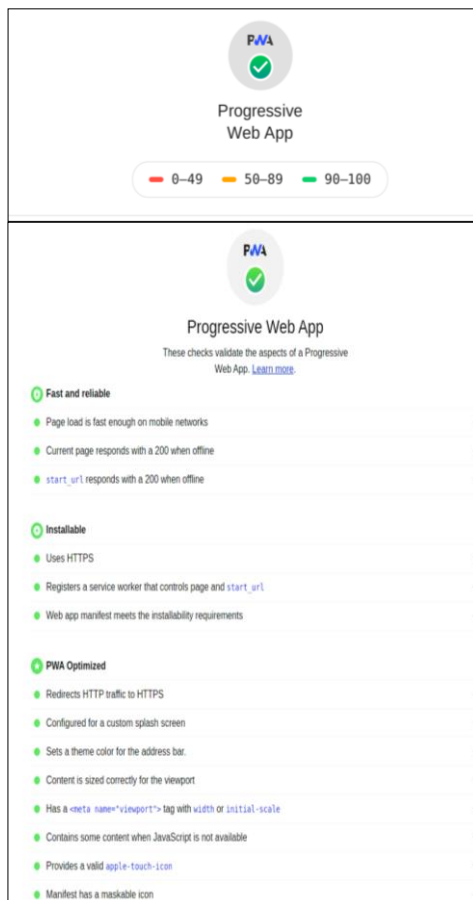 PWA
Progressive
Web App
0–49 50–89 90–100
PWA
Progressive Web App
These checks validate the aspects of a Progressive
Web App. Learn more.
Fast and reliable
Page load is fast enough on mobile networks
Current page responds with a 200 when offline
start_url responds with a 200 when offline
Installable
Uses HTTPS
Registers a service worker that controls page and start_url
Web app manifest meets the installability requirements
PWA Optimized
Redirects HTTP traffic to HTTPS
Configured for a custom splash screen
Sets a theme color for the address bar.
Content is sized correctly for the viewport
Has a <meta name="viewport"> tag with width or initial-scale
Contains some content when JavaScript is not available
Provides a valid apple-touch-icon
Manifest has a maskable icon